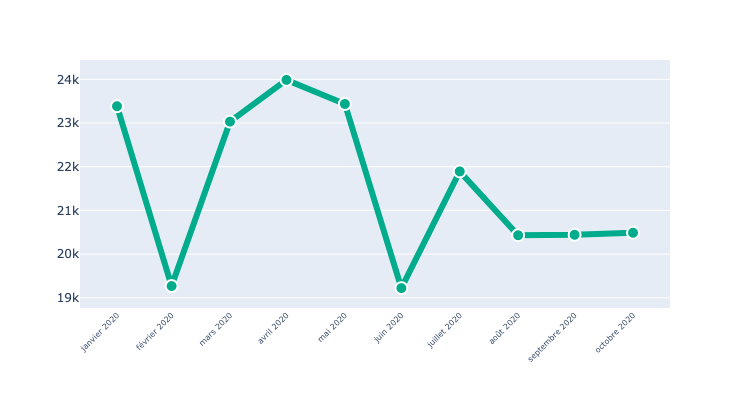 24k
23k
22k
21k
20k
19k
janvier 2020
février 2020
mars 2020
avril 2020
mai 2020
juin 2020
juillet 2020
août 2020
septembre 2020
octobre 2020